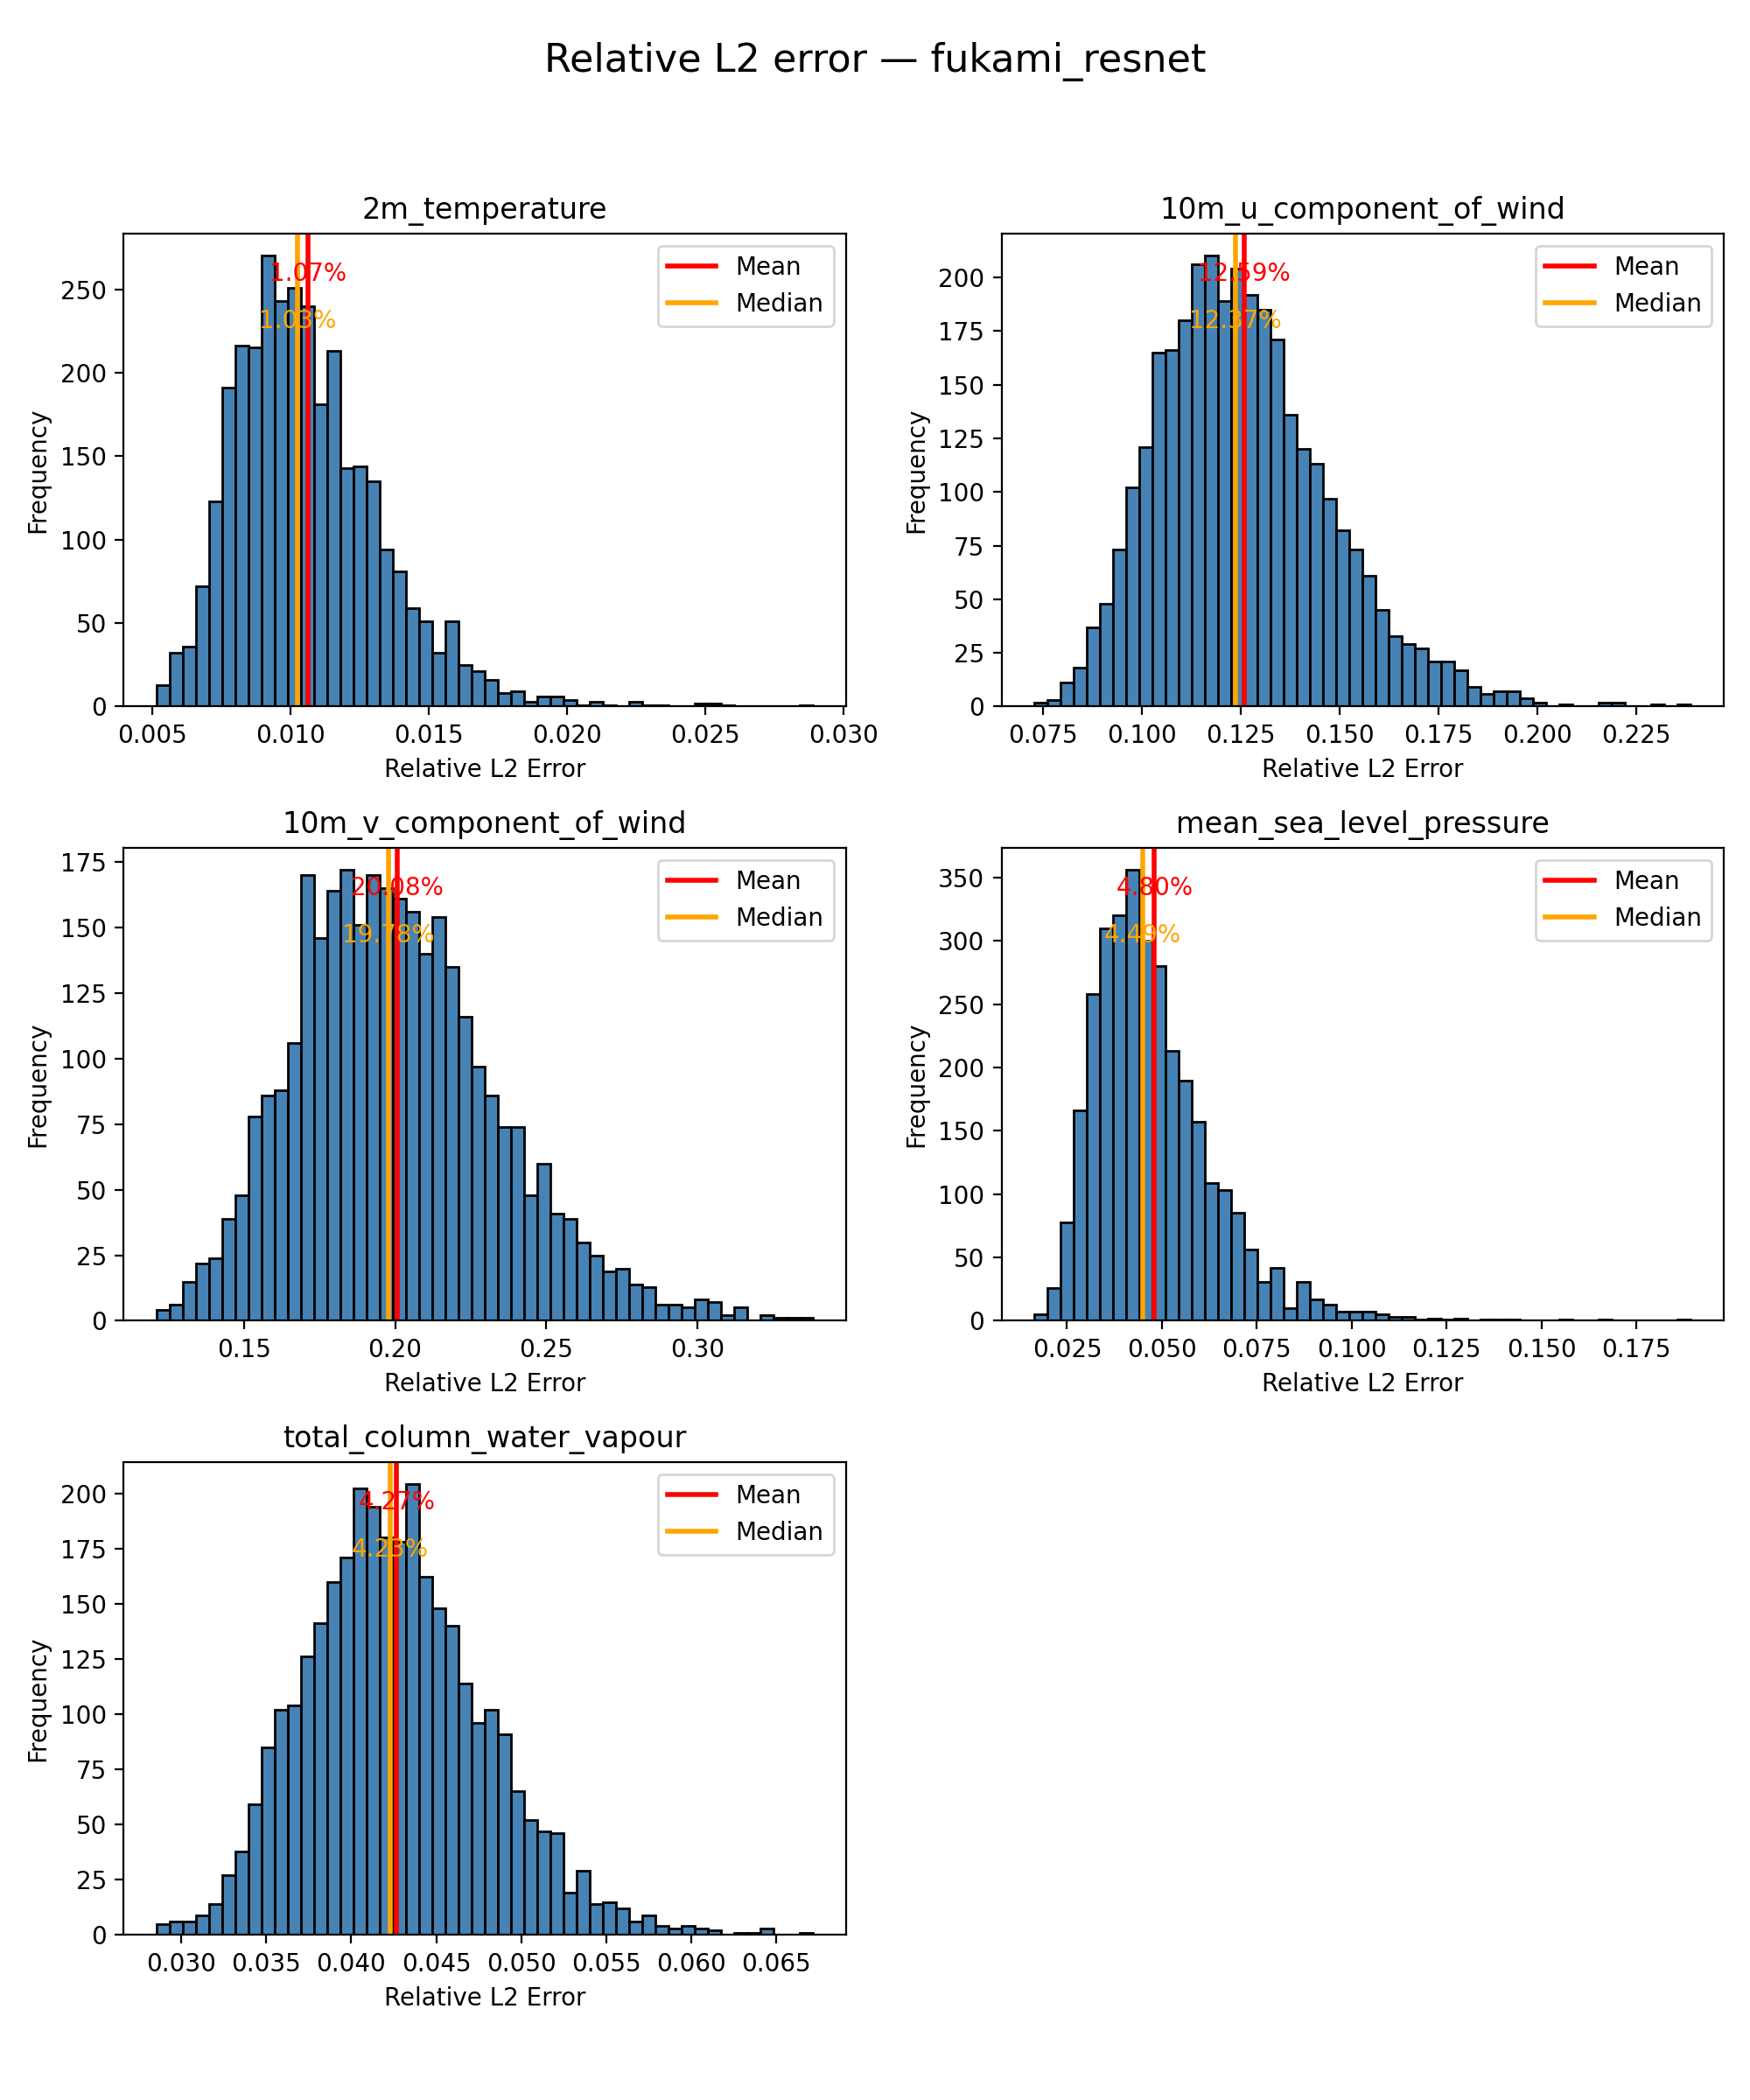 Relative L2 error — fukami_resnet
2m_temperature
Frequency
250
200
150
100
50
0
1.07%
1.03%
Mean
Median
0.005 0.010 0.015 0.020 0.025 0.030
Relative L2 Error
10m_u_component_of_wind
Frequency
200
175
150
125
100
75
50
25
0
12.59%
12.37%
Mean
Median
0.075 0.100 0.125 0.150 0.175 0.200 0.225
Relative L2 Error
10m_v_component_of_wind
Frequency
175
150
125
100
75
50
25
0
20.08%
19.78%
Mean
Median
0.15 0.20 0.25 0.30
Relative L2 Error
mean_sea_level_pressure
Frequency
350
300
250
200
150
100
50
0
4.80%
4.49%
Mean
Median
0.025 0.050 0.075 0.100 0.125 0.150 0.175
Relative L2 Error
total_column_water_vapour
Frequency
200
175
150
125
100
75
50
25
0
4.27%
4.23%
Mean
Median
0.030 0.035 0.040 0.045 0.050 0.055 0.060 0.065
Relative L2 Error